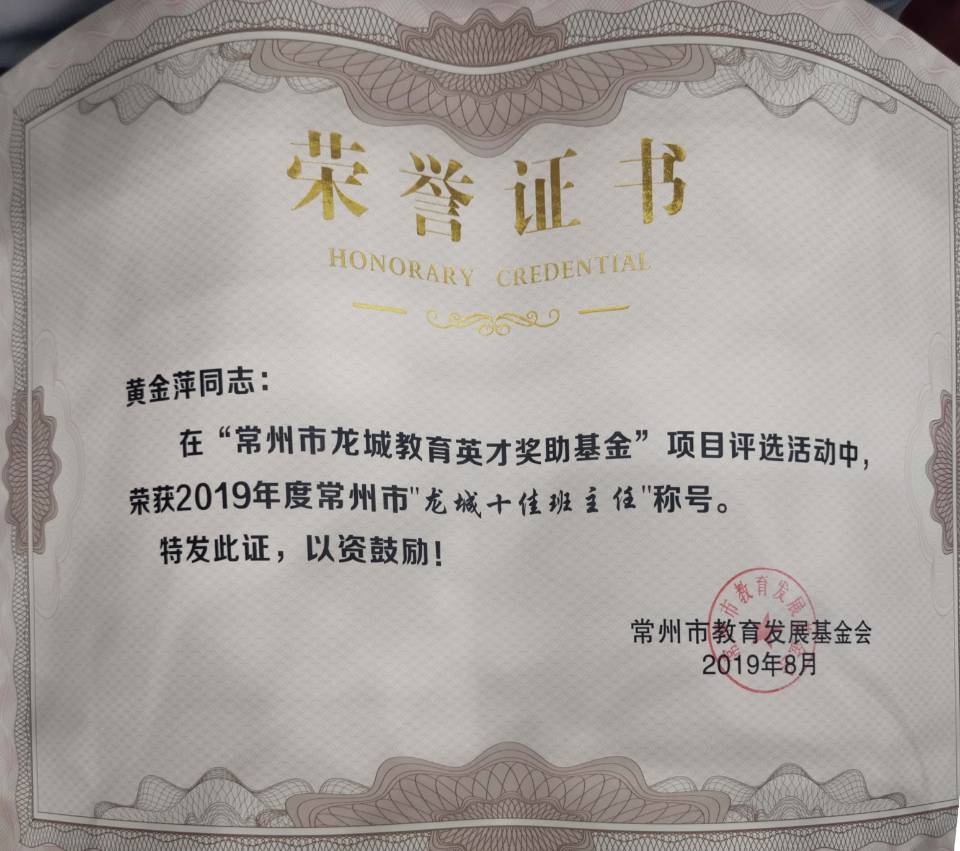 荣誉证书
HONORARY CREDENTIAL
黄金萍同志：
在“常州市龙城教育英才奖助基金”项目评选活动中，
荣获2019年度常州市"龙城十佳班主任"称号。
特发此证，以资鼓励！
常州市教育发展基金会
2019年8月